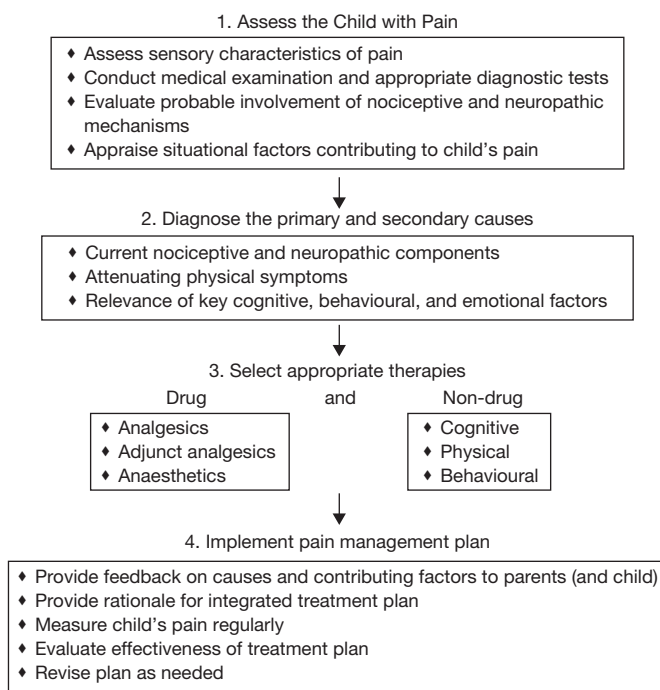 1. Assess the Child with Pain
♦ Assess sensory characteristics of pain
♦ Conduct medical examination and appropriate diagnostic tests
♦ Evaluate probable involvement of nociceptive and neuropathic
mechanisms
♦ Appraise situational factors contributing to child's pain
2. Diagnose the primary and secondary causes
♦ Current nociceptive and neuropathic components
♦ Attenuating physical symptoms
♦ Relevance of key cognitive, behavioural, and emotional factors
3. Select appropriate therapies
Drug and Non-drug
♦ Analgesics
♦ Adjunct analgesics
♦ Anaesthetics
♦ Cognitive
♦ Physical
♦ Behavioural
4. Implement pain management plan
♦ Provide feedback on causes and contributing factors to parents (and child)
♦ Provide rationale for integrated treatment plan
♦ Measure child's pain regularly
♦ Evaluate effectiveness of treatment plan
♦ Revise plan as needed